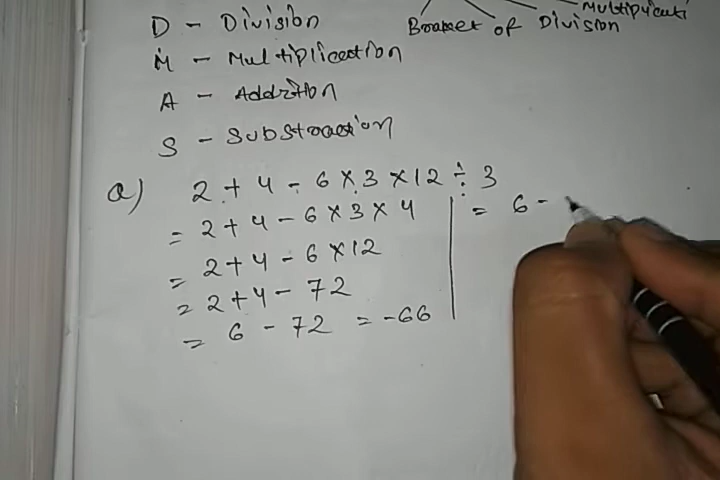 D - Division
M - Multiplication
A - Addition
S - Substraction
Bracket of Division
Multiplicati
a) 2 + 4 - 6 × 3 × 12 ÷ 3
= 2 + 4 - 6 × 3 × 4
= 2 + 4 - 6 × 12
= 2 + 4 - 72
= 6 - 72 = -66
= 6 -